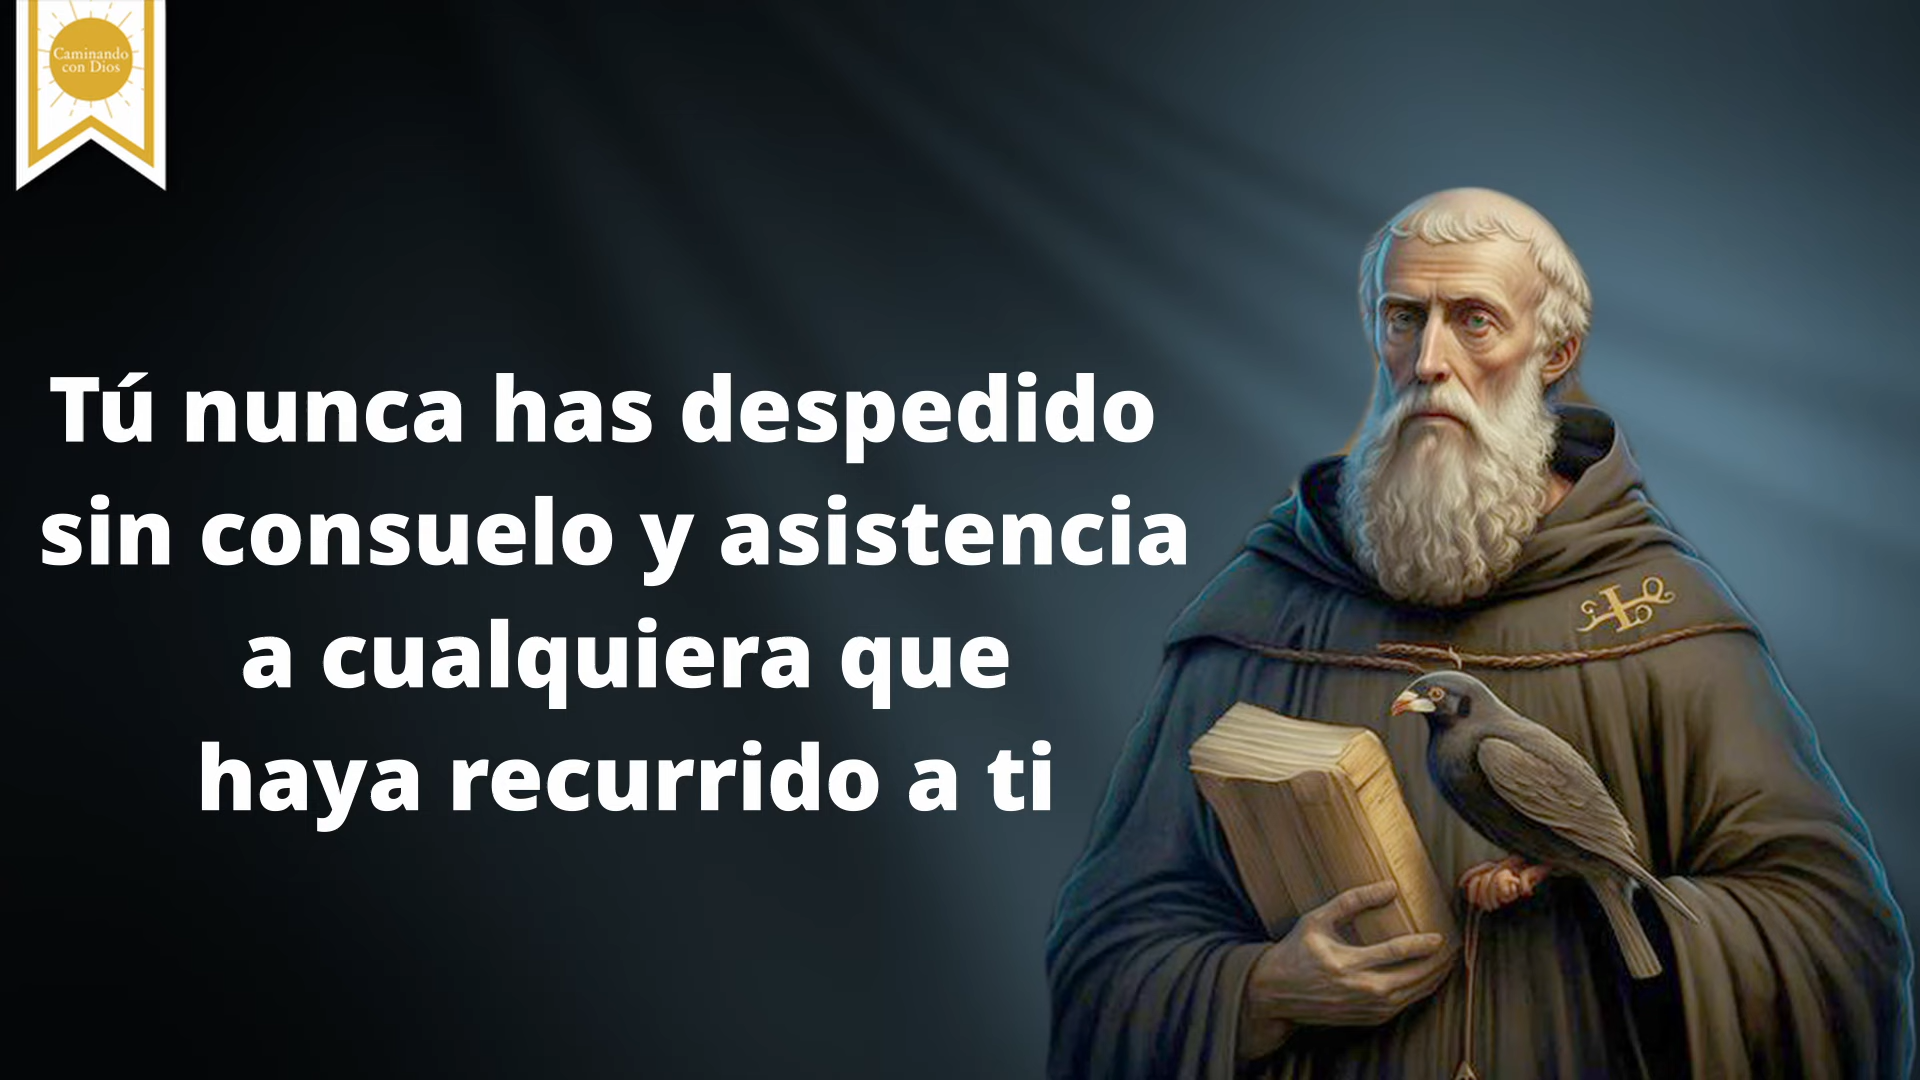 Caminando
con Dios
Tú nunca has despedido
sin consuelo y asistencia
a cualquiera que
haya recurrido a ti